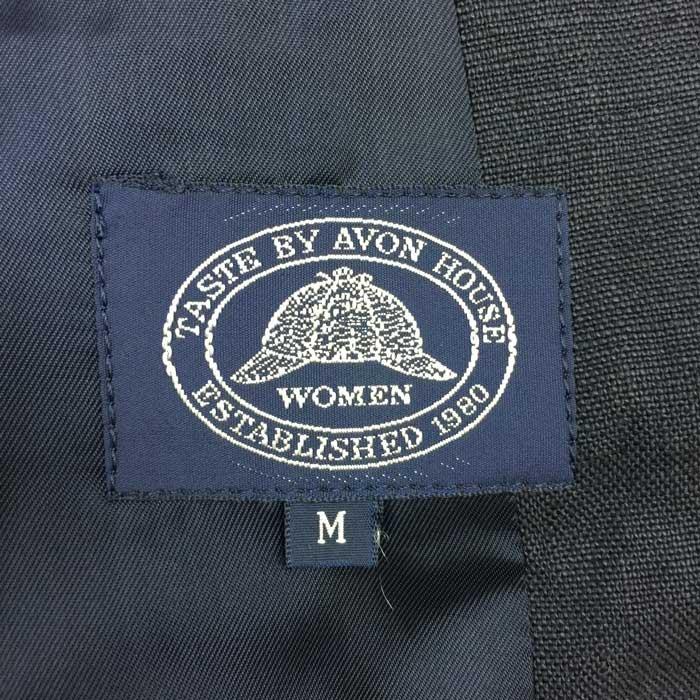 TASTE BY AVON HOUSE
WOMEN
ESTABLISHED 1980
M